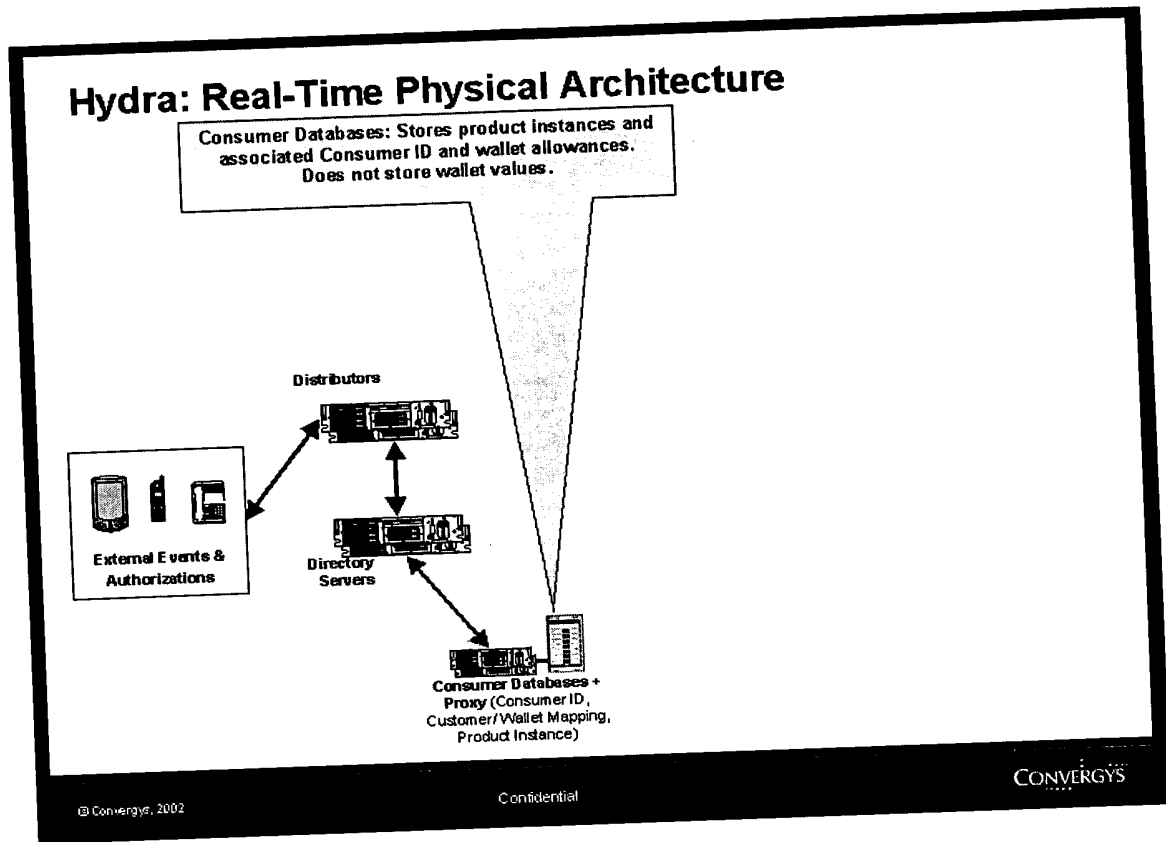 Hydra: Real-Time Physical Architecture
Consumer Databases: Stores product instances and
associated Consumer ID and wallet allowances.
Does not store wallet values.
Distributors
External Events &
Authorizations
Directory
Servers
Consumer Databases +
Proxy (Consumer ID,
Customer/Wallet Mapping,
Product Instance)
© Convergys, 2002
Confidential
CONVERGYS